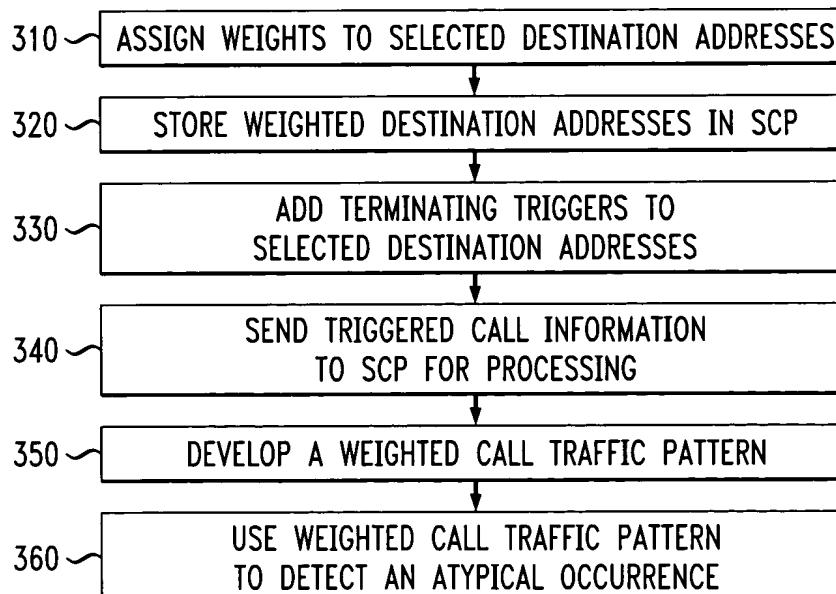 310 ASSIGN WEIGHTS TO SELECTED DESTINATION ADDRESSES
320 STORE WEIGHTED DESTINATION ADDRESSES IN SCP
330 ADD TERMINATING TRIGGERS TO
SELECTED DESTINATION ADDRESSES
340 SEND TRIGGERED CALL INFORMATION
TO SCP FOR PROCESSING
350 DEVELOP A WEIGHTED CALL TRAFFIC PATTERN
360 USE WEIGHTED CALL TRAFFIC PATTERN
TO DETECT AN ATYPICAL OCCURRENCE